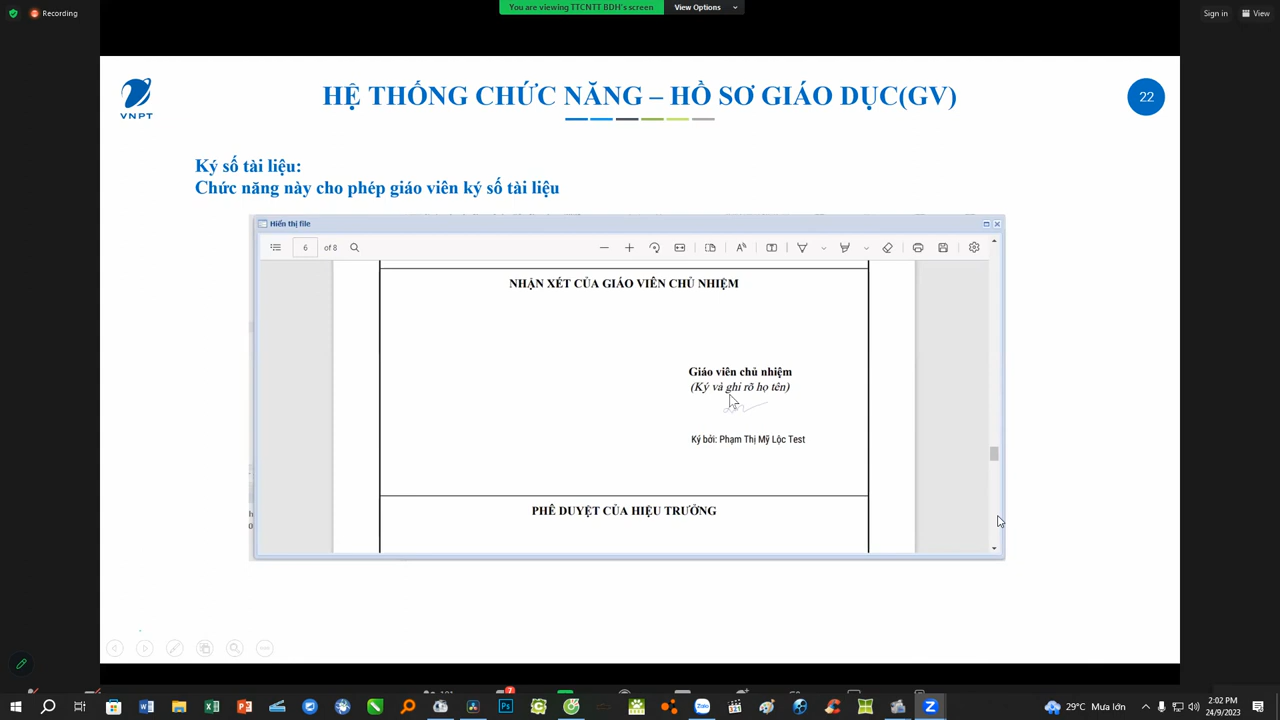 Recording
You are viewing TTCNTT BDH's screen
View Options
Sign in
View
VNPT
HỆ THỐNG CHỨC NĂNG – HỒ SƠ GIÁO DỤC(GV)
22
Ký số tài liệu:
Chức năng này cho phép giáo viên ký số tài liệu
Hiển thị file
6 of 8
NHẬN XÉT CỦA GIÁO VIÊN CHỦ NHIỆM
Giáo viên chủ nhiệm
(Ký và ghi rõ họ tên)
Ký bởi: Phạm Thị Mỹ Lộc Test
PHÊ DUYỆT CỦA HIỆU TRƯỞNG
29°C Mưa lớn
2:02 PM
24/9/2023